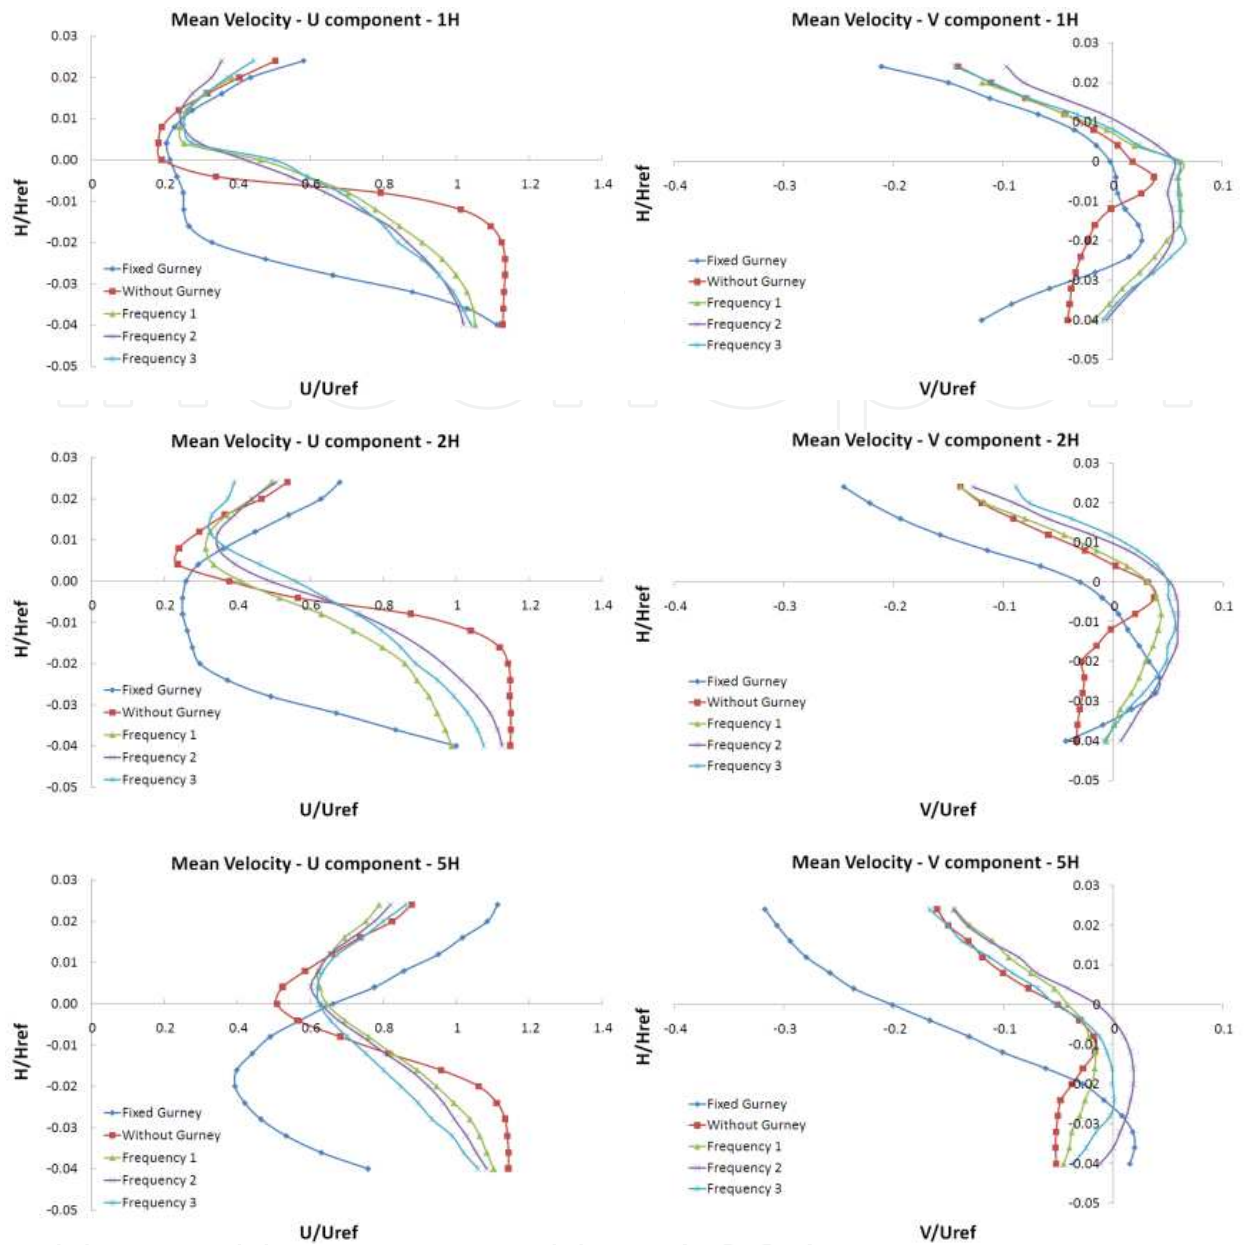 Mean Velocity - U component - 1H
0.03
0.02
0.01
0.00
-0.01
-0.02
-0.03
-0.04
-0.05
0 0.2 0.4 0.6 0.8 1 1.2 1.4
H/Href
U/Uref
Fixed Gurney
Without Gurney
Frequency 1
Frequency 2
Frequency 3
Mean Velocity - V component - 1H
0.03
0.02
0.01
0
-0.01
-0.02
-0.03
-0.04
-0.05
-0.4 -0.3 -0.2 -0.1 0 0.1
H/Href
V/Uref
Fixed Gurney
Without Gurney
Frequency 1
Frequency 2
Frequency 3
Mean Velocity - U component - 2H
0.03
0.02
0.01
0.00
-0.01
-0.02
-0.03
-0.04
-0.05
0 0.2 0.4 0.6 0.8 1 1.2 1.4
H/Href
U/Uref
Fixed Gurney
Without Gurney
Frequency 1
Frequency 2
Frequency 3
Mean Velocity - V component - 2H
0.03
0.02
0.01
0
-0.01
-0.02
-0.03
-0.04
-0.05
-0.4 -0.3 -0.2 -0.1 0 0.1
H/Href
V/Uref
Fixed Gurney
Without Gurney
Frequency 1
Frequency 2
Frequency 3
Mean Velocity - U component - 5H
0.03
0.02
0.01
0.00
-0.01
-0.02
-0.03
-0.04
-0.05
0 0.2 0.4 0.6 0.8 1 1.2 1.4
H/Href
U/Uref
Fixed Gurney
Without Gurney
Frequency 1
Frequency 2
Frequency 3
Mean Velocity - V component - 5H
0.03
0.02
0.01
0
-0.01
-0.02
-0.03
-0.04
-0.05
-0.4 -0.3 -0.2 -0.1 0 0.1
H/Href
V/Uref
Fixed Gurney
Without Gurney
Frequency 1
Frequency 2
Frequency 3